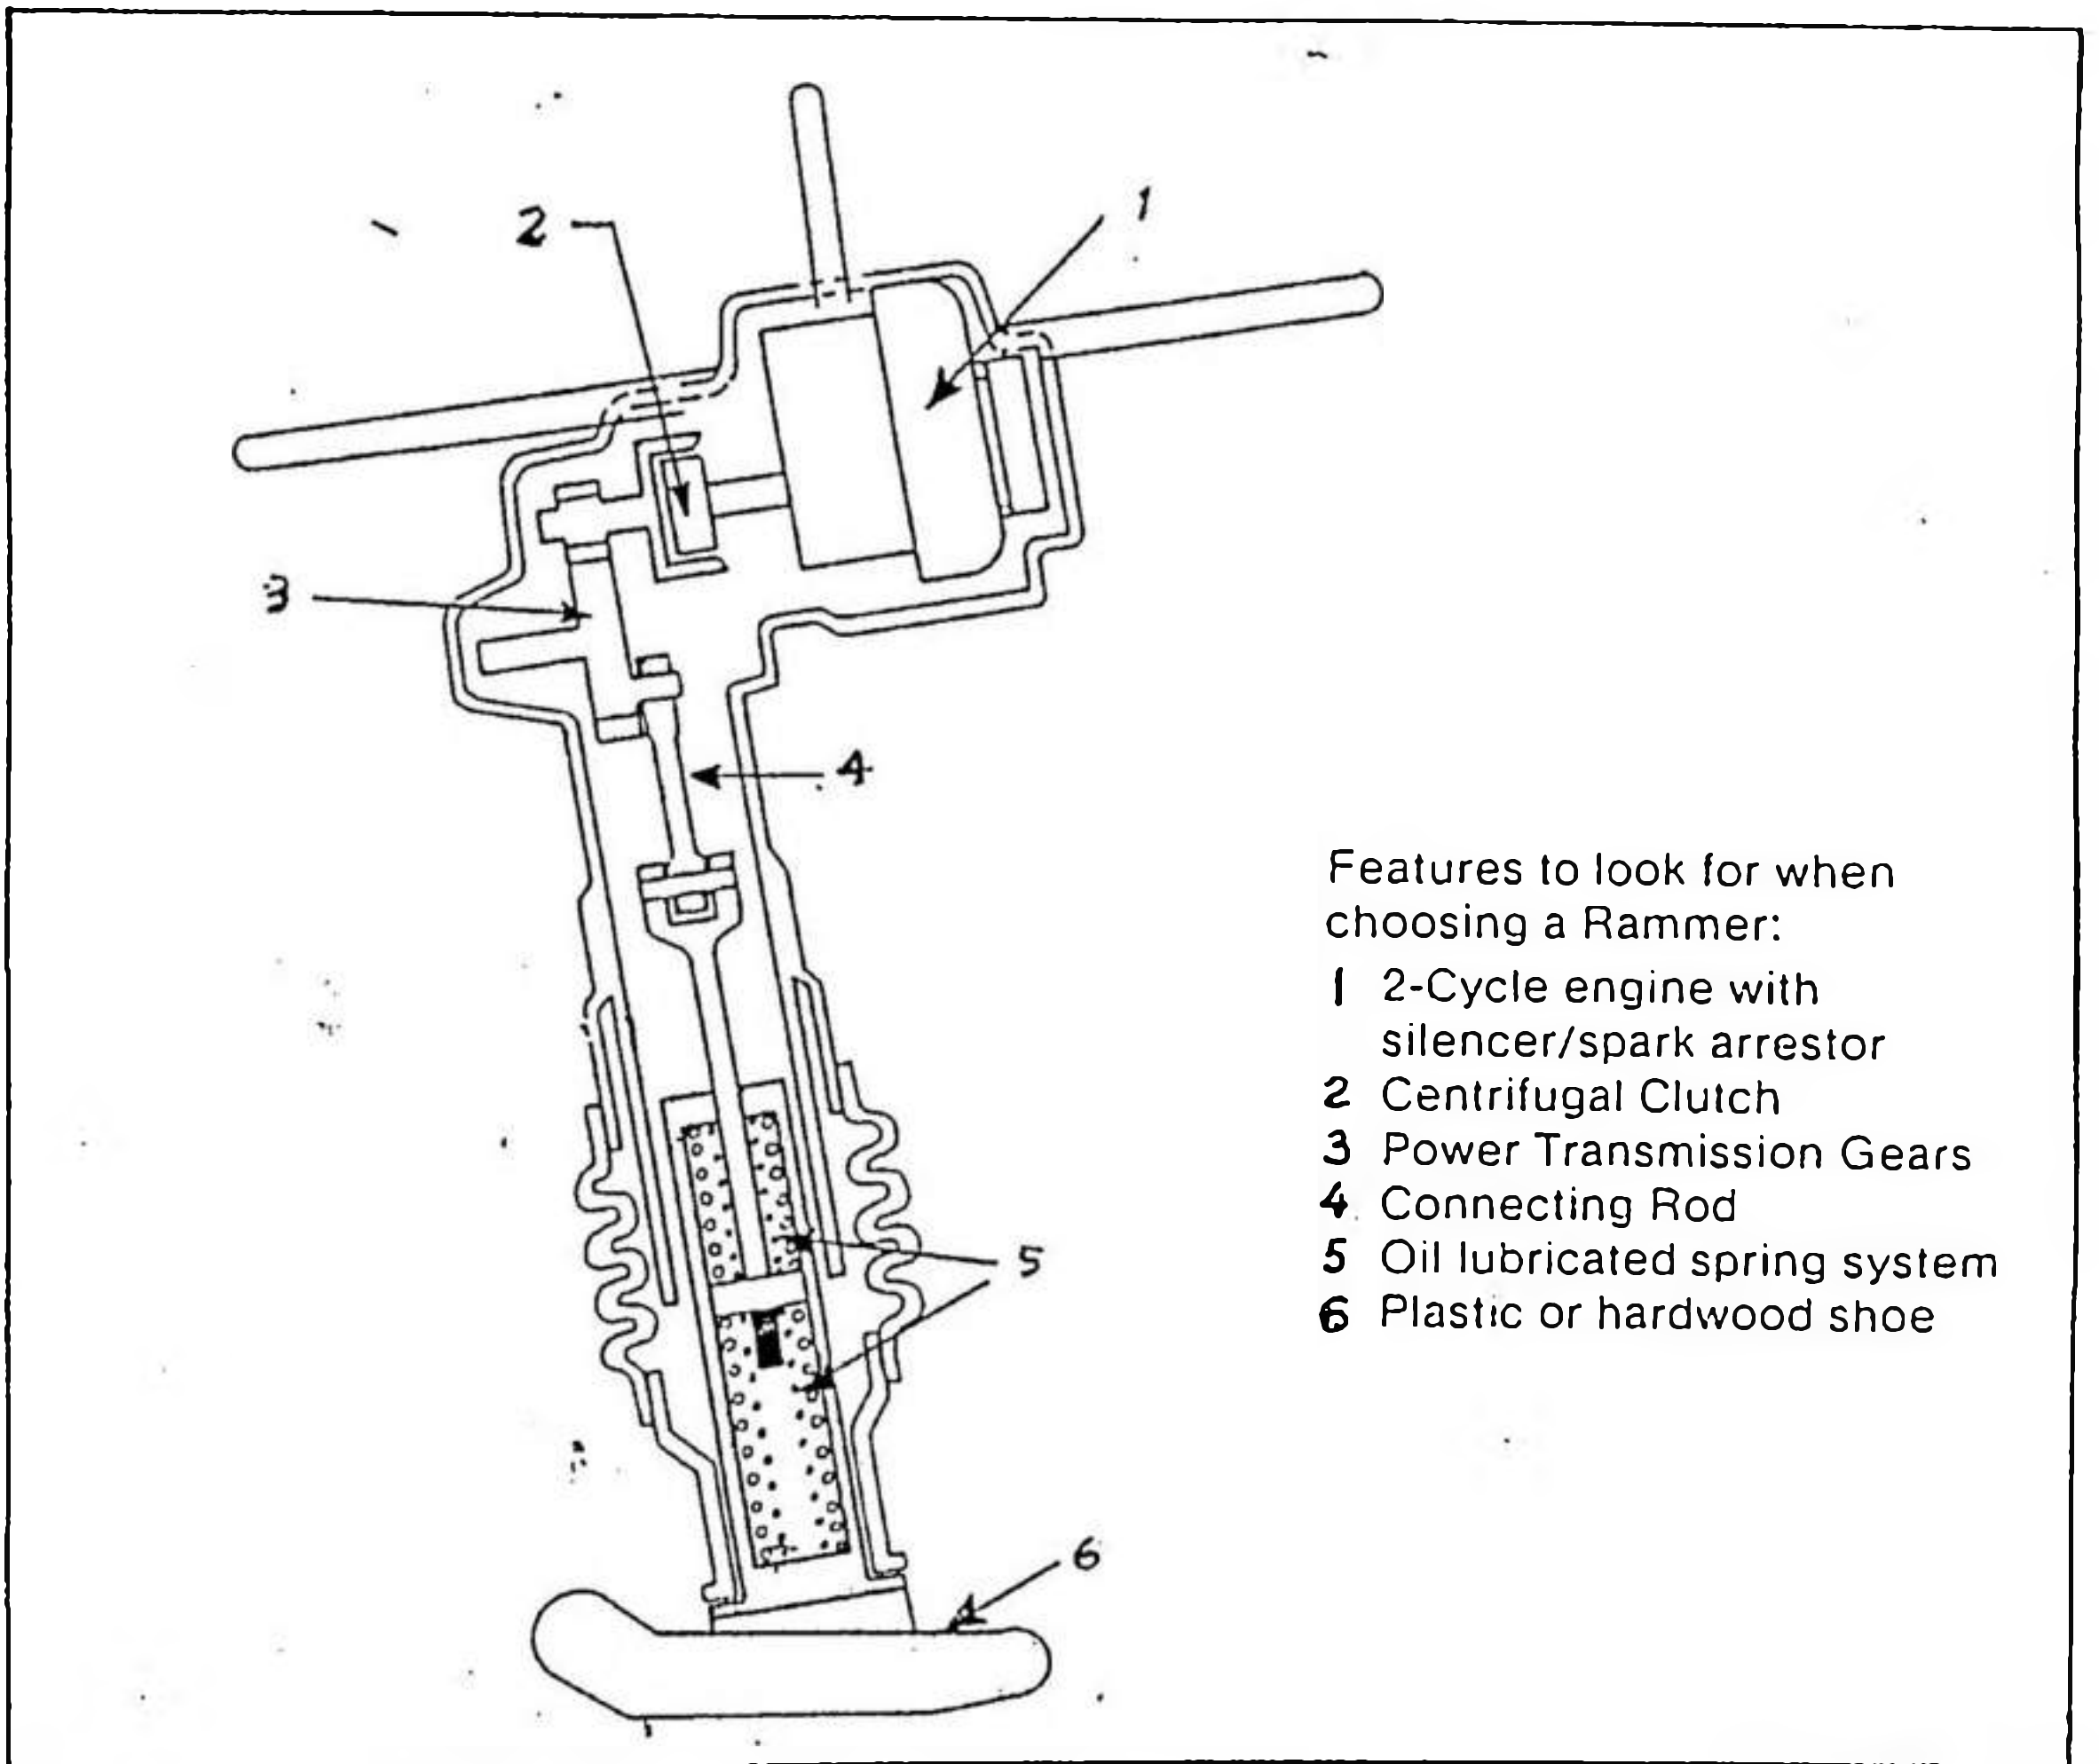 1
2
3
4
5
6
Features to look for when
choosing a Rammer:
1 2-Cycle engine with
silencer/spark arrestor
2 Centrifugal Clutch
3 Power Transmission Gears
4 Connecting Rod
5 Oil lubricated spring system
6 Plastic or hardwood shoe